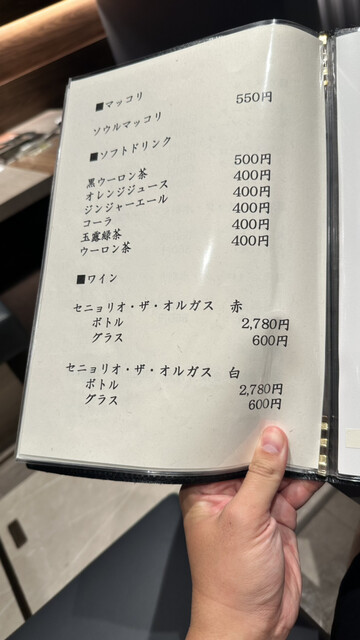 ■マッコリ
ソウルマッコリ 550円
■ソフトドリンク
黒ウーロン茶 500円
オレンジジュース 400円
ジンジャーエール 400円
コーラ 400円
玉露緑茶 400円
ウーロン茶 400円
■ワイン
セニョリオ・ザ・オルガス 赤
ボトル 2,780円
グラス 600円
セニョリオ・ザ・オルガス 白
ボトル 2,780円
グラス 600円